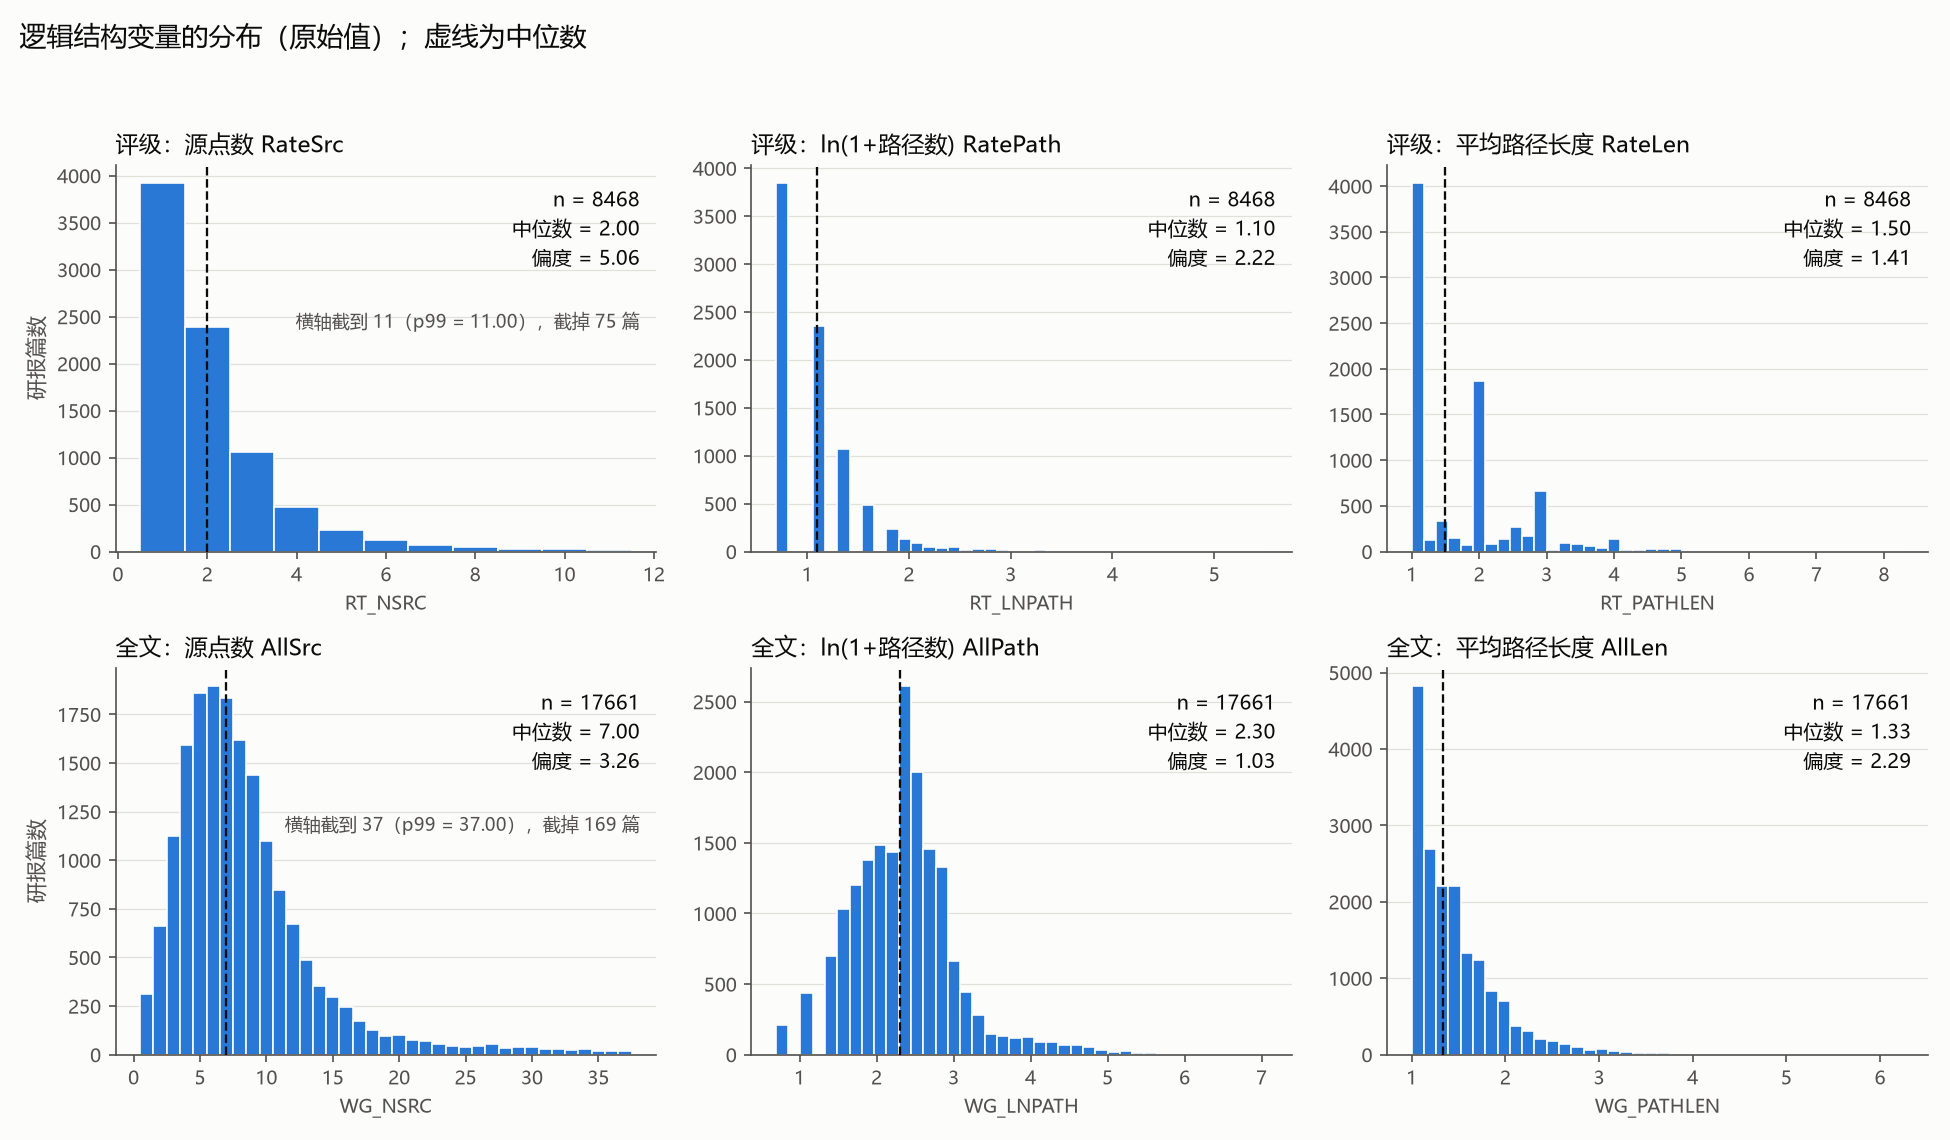 逻辑结构变量的分布（原始值）；虚线为中位数
评级：源点数 RateSrc
4000
3500
3000
2500
2000
1500
1000
500
0
研报篇数
n = 8468
中位数 = 2.00
偏度 = 5.06
横轴截到 11（p99 = 11.00），截掉 75 篇
0 2 4 6 8 10 12
RT_NSRC
评级：ln(1+路径数) RatePath
4000
3500
3000
2500
2000
1500
1000
500
0
n = 8468
中位数 = 1.10
偏度 = 2.22
1 2 3 4 5
RT_LNPATH
评级：平均路径长度 RateLen
4000
3500
3000
2500
2000
1500
1000
500
0
n = 8468
中位数 = 1.50
偏度 = 1.41
1 2 3 4 5 6 7 8
RT_PATHLEN
全文：源点数 AllSrc
1750
1500
1250
1000
750
500
250
0
研报篇数
n = 17661
中位数 = 7.00
偏度 = 3.26
横轴截到 37（p99 = 37.00），截掉 169 篇
0 5 10 15 20 25 30 35
WG_NSRC
全文：ln(1+路径数) AllPath
2500
2000
1500
1000
500
0
n = 17661
中位数 = 2.30
偏度 = 1.03
1 2 3 4 5 6 7
WG_LNPATH
全文：平均路径长度 AllLen
5000
4000
3000
2000
1000
0
n = 17661
中位数 = 1.33
偏度 = 2.29
1 2 3 4 5 6
WG_PATHLEN